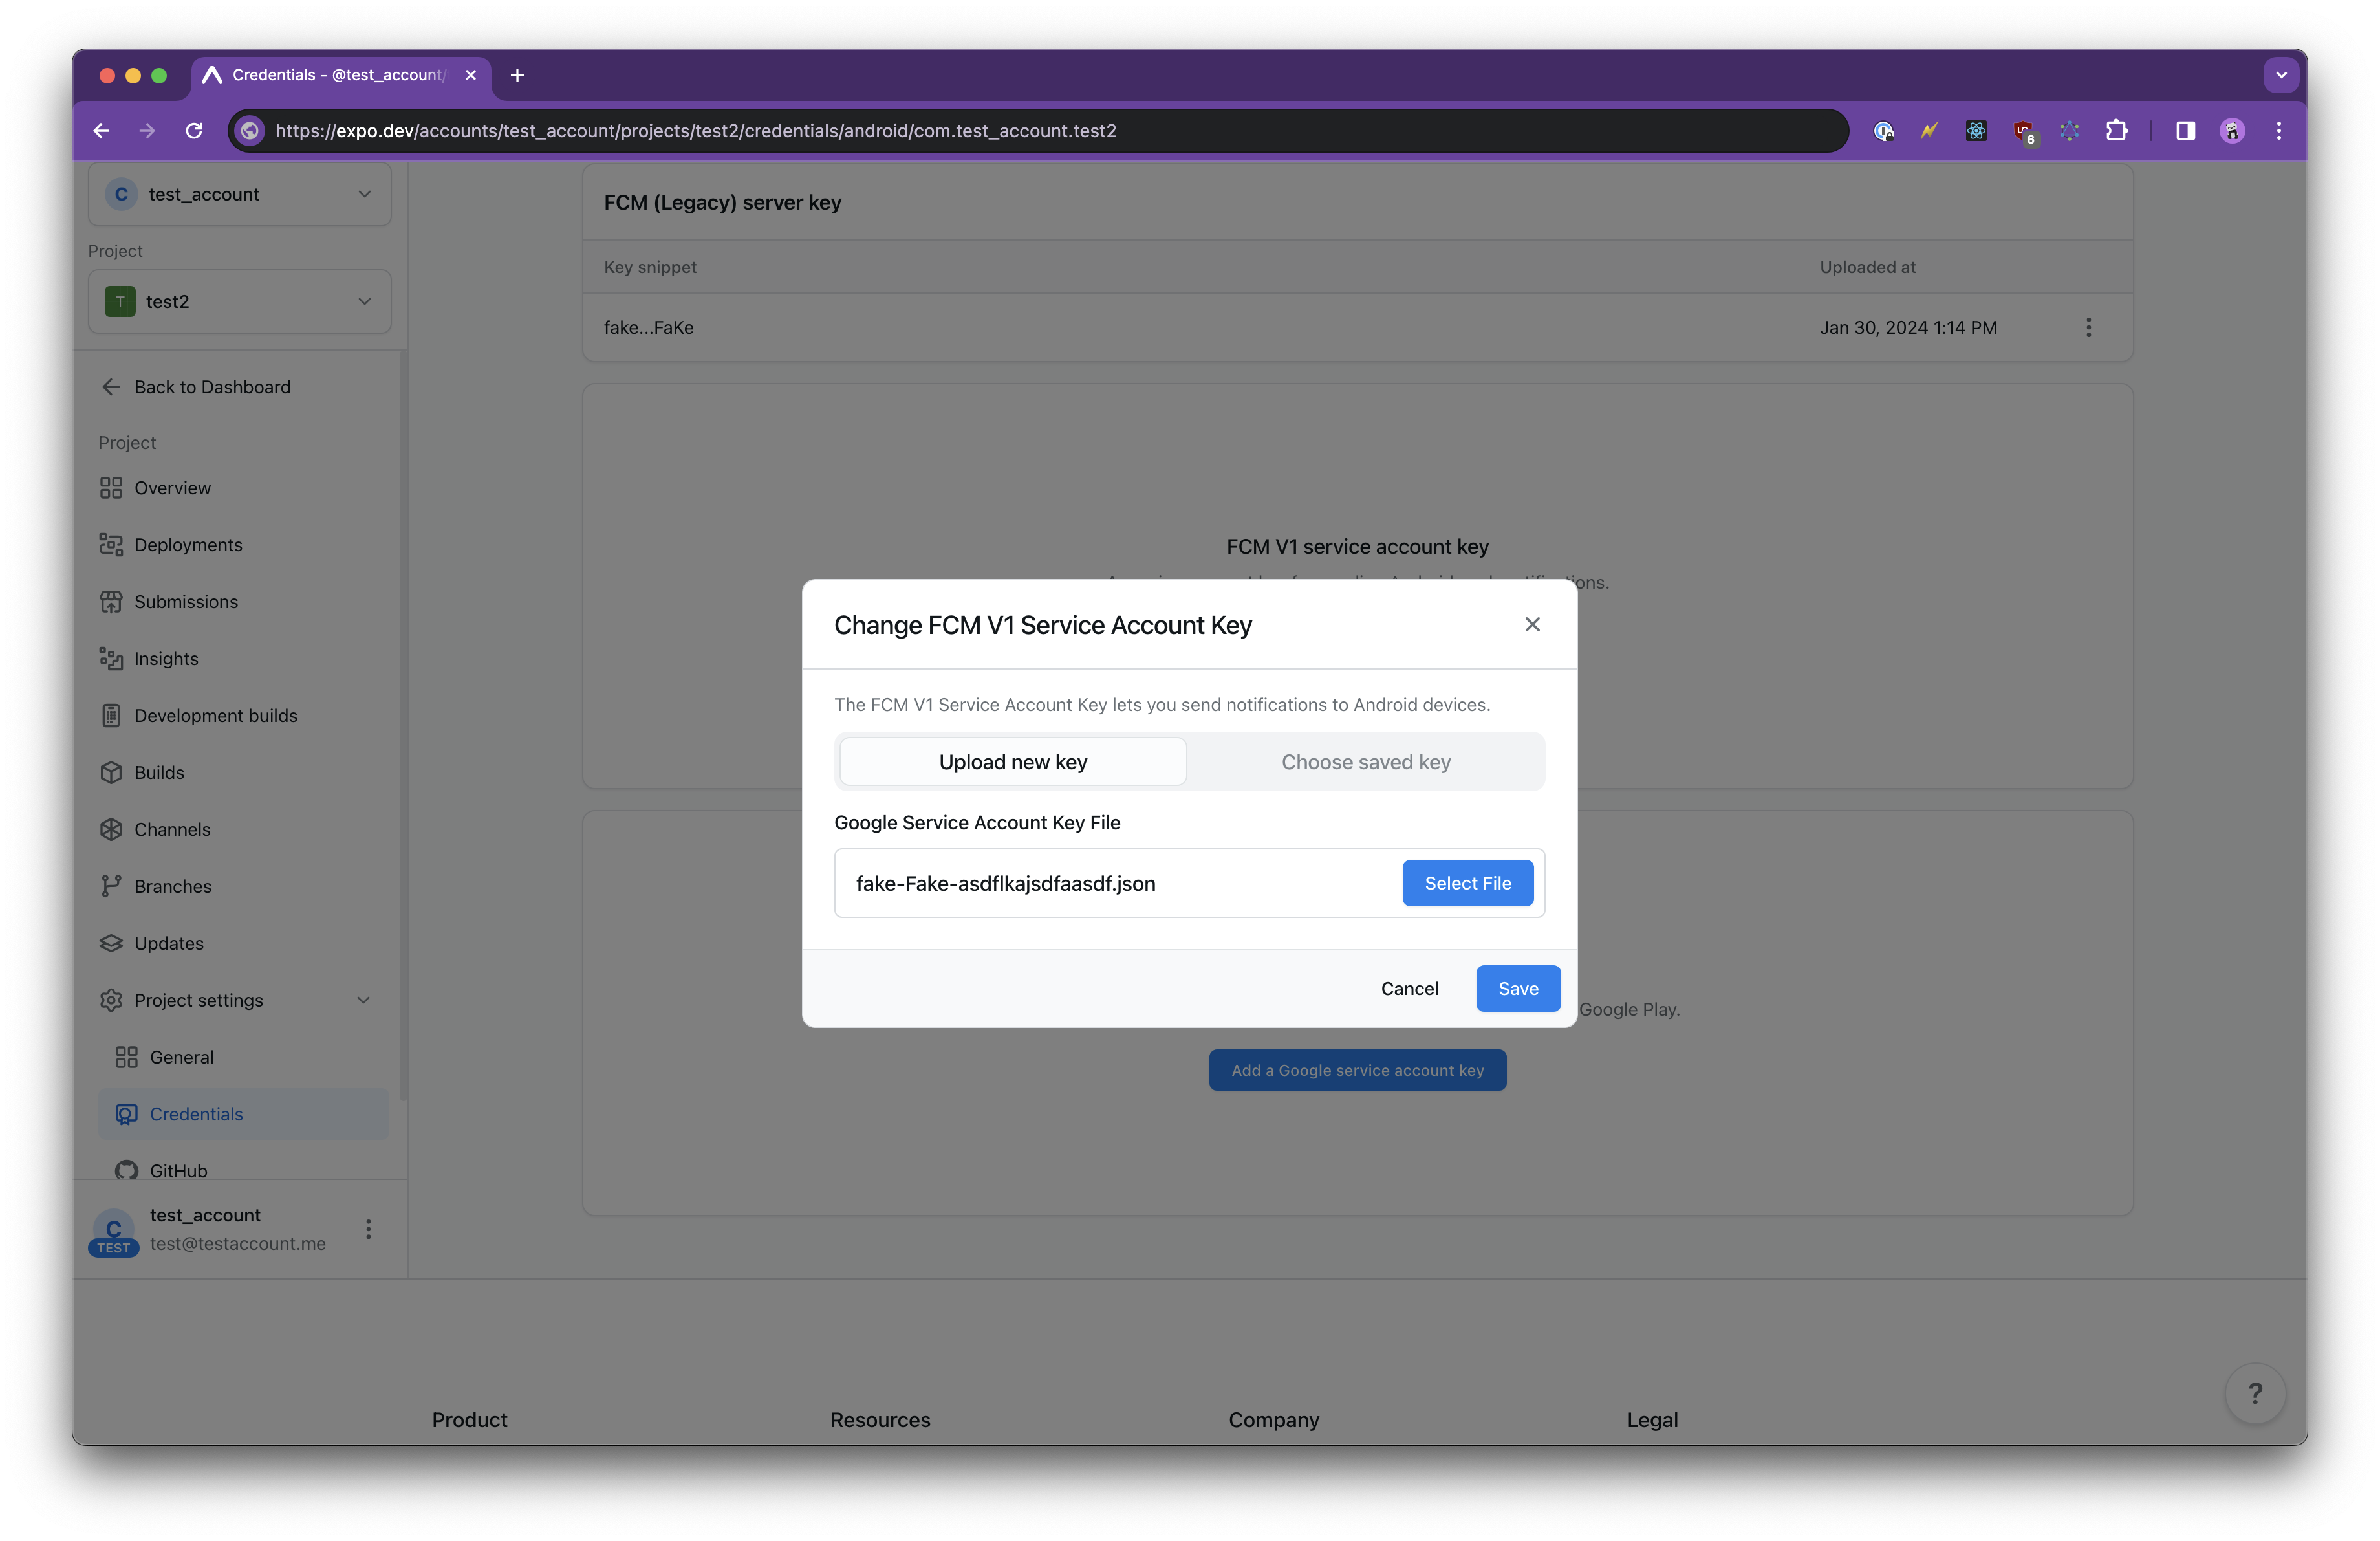 Credentials - @test_account/
https://expo.dev/accounts/test_account/projects/test2/credentials/android/com.test_account.test2
6
C test_account
Project
T test2
Back to Dashboard
Project
Overview
Deployments
Submissions
Insights
Development builds
Builds
Channels
Branches
Updates
Project settings
General
Credentials
GitHub
C
TEST
test_account
test@testaccount.me
FCM (Legacy) server key
Key snippet Uploaded at
fake...FaKe Jan 30, 2024 1:14 PM
FCM V1 service account key
Change FCM V1 Service Account Key
The FCM V1 Service Account Key lets you send notifications to Android devices.
Upload new key Choose saved key
Google Service Account Key File
fake-Fake-asdflkajsdfaasdf.json Select File
Cancel Save
Google Play.
Add a Google service account key
?
Product Resources Company Legal